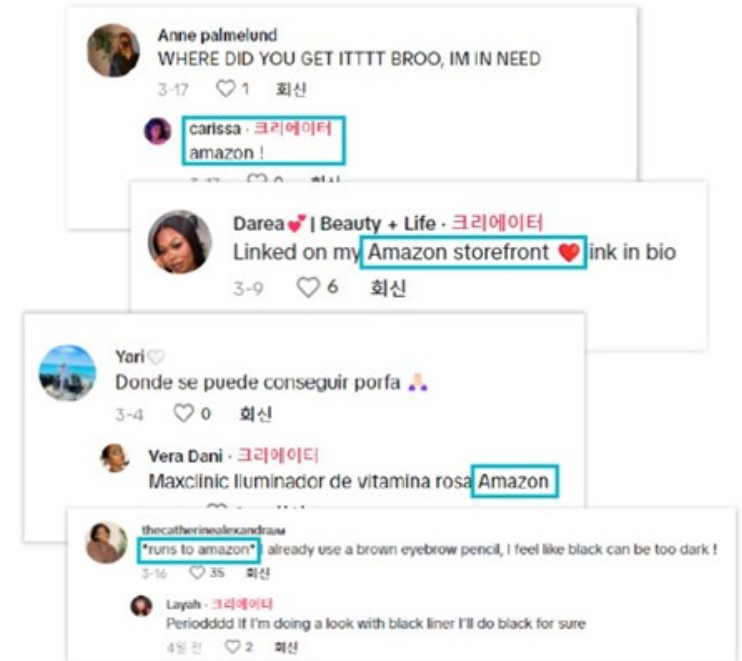 Anne palmelund
WHERE DID YOU GET ITTTT BROO, IM IN NEED
3-17 1 회신
carissa · 크리에이터
amazon !
Darea💕 | Beauty + Life · 크리에이터
Linked on my Amazon storefront ❤️ ink in bio
3-9 6 회신
Yari🤍
Donde se puede conseguir porfa 🙏🏻
3-4 0 회신
Vera Dani · 크리에이터
Maxclinic Iluminador de vitamina rosa Amazon
thecatherinealexandra
*runs to amazon* already use a brown eyebrow pencil, I feel like black can be too dark !
3-16 35 회신
Layah · 크리에이터
Periodddd If I'm doing a look with black liner I'll do black for sure
4일 전 2 회신